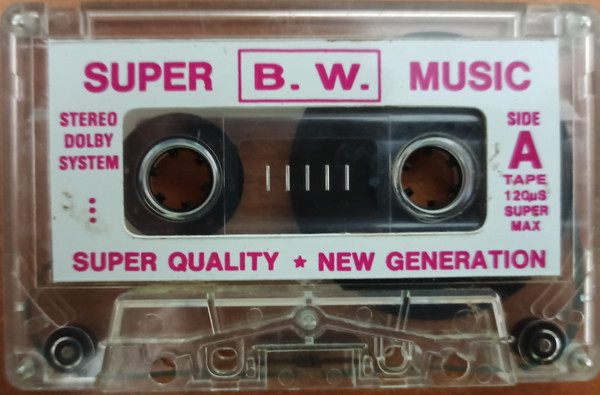 SUPER B. W. MUSIC
STEREO
DOLBY
SYSTEM
SIDE
A
TAPE
120µS
SUPER
MAX
SUPER QUALITY ★ NEW GENERATION